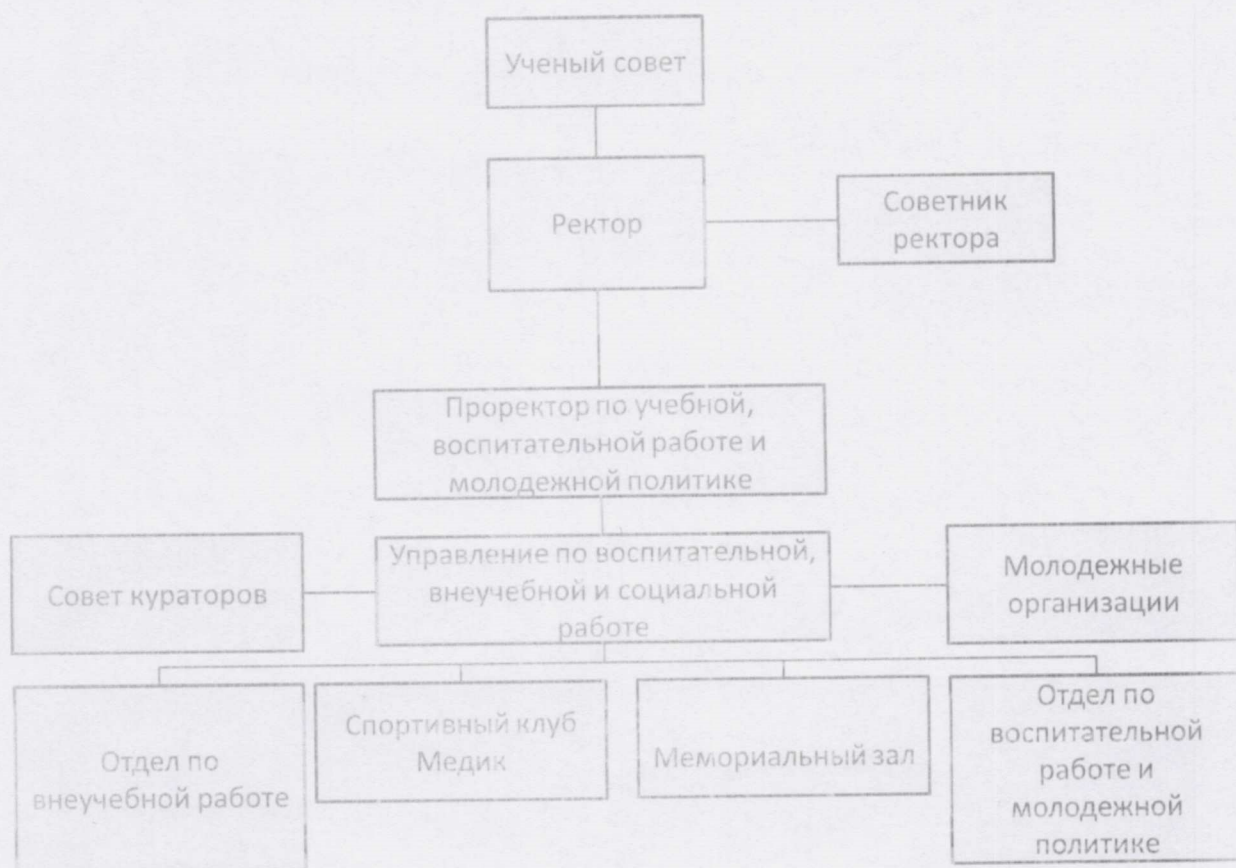 Ученый совет
Ректор
Советник
ректора
Проректор по учебной,
воспитательной работе и
молодежной политике
Совет кураторов
Управление по воспитательной,
внеучебной и социальной
работе
Молодежные
организации
Отдел по
внеучебной работе
Спортивный клуб
Медик
Мемориальный зал
Отдел по
воспитательной
работе и
молодежной
политике